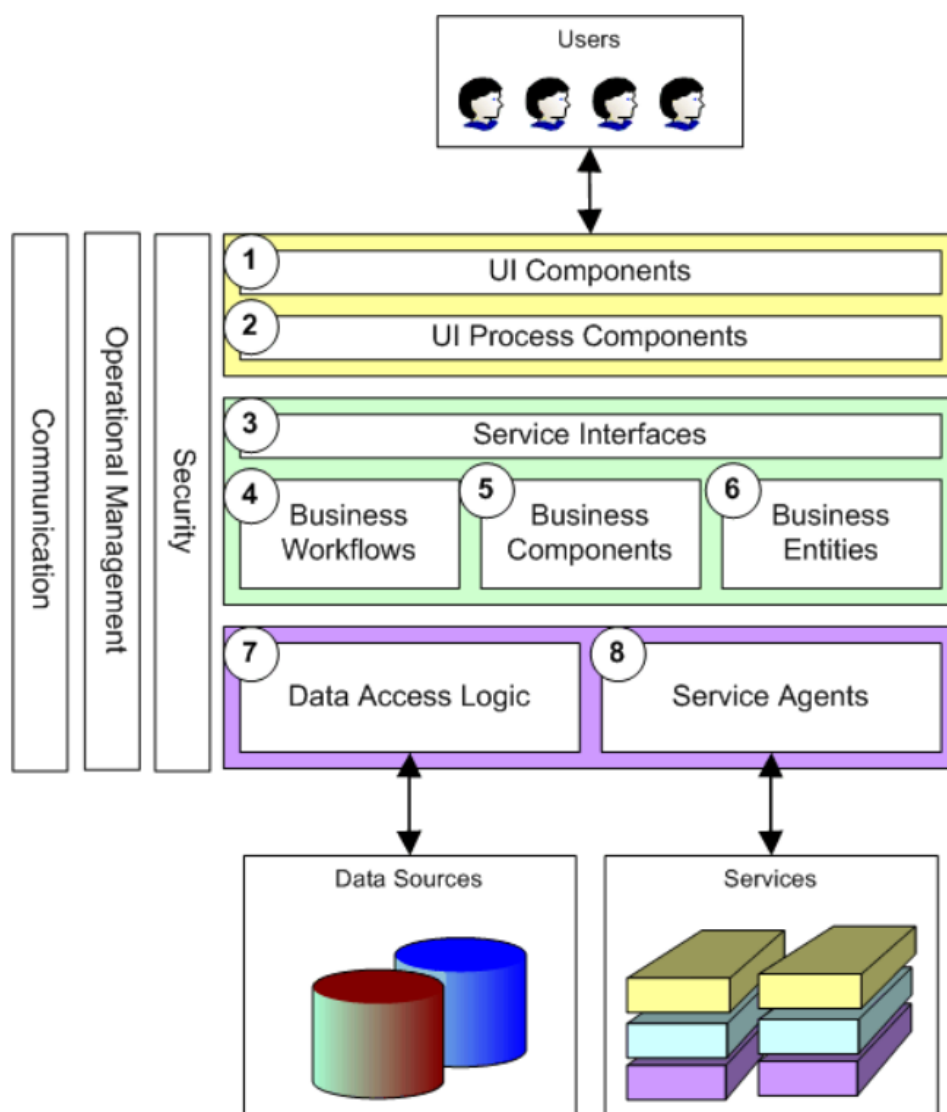 Users
Communication
Operational Management
Security
1
UI Components
2
UI Process Components
3
Service Interfaces
4
Business
Workflows
5
Business
Components
6
Business
Entities
7
Data Access Logic
8
Service Agents
Data Sources
Services